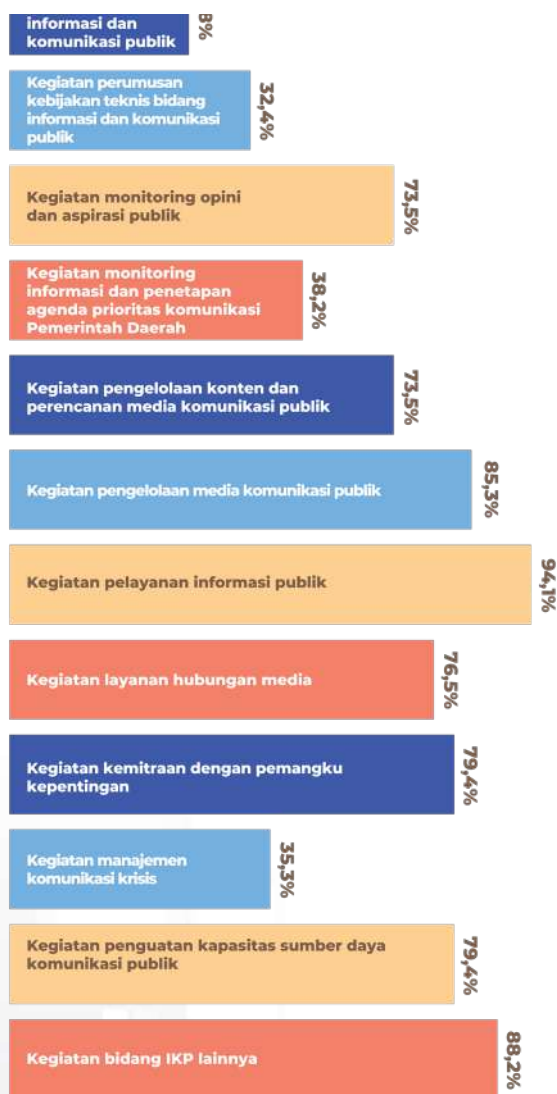 informasi dan
komunikasi publik
8%
Kegiatan perumusan
kebijakan teknis bidang
informasi dan komunikasi
publik
32,4%
Kegiatan monitoring opini
dan aspirasi publik
73,5%
Kegiatan monitoring
informasi dan penetapan
agenda prioritas komunikasi
Pemerintah Daerah
38,2%
Kegiatan pengelolaan konten dan
perencanan media komunikasi publik
73,5%
Kegiatan pengelolaan media komunikasi publik
85,3%
Kegiatan pelayanan informasi publik
94,1%
Kegiatan layanan hubungan media
76,5%
Kegiatan kemitraan dengan pemangku
kepentingan
79,4%
Kegiatan manajemen
komunikasi krisis
35,3%
Kegiatan penguatan kapasitas sumber daya
komunikasi publik
79,4%
Kegiatan bidang IKP lainnya
88,2%